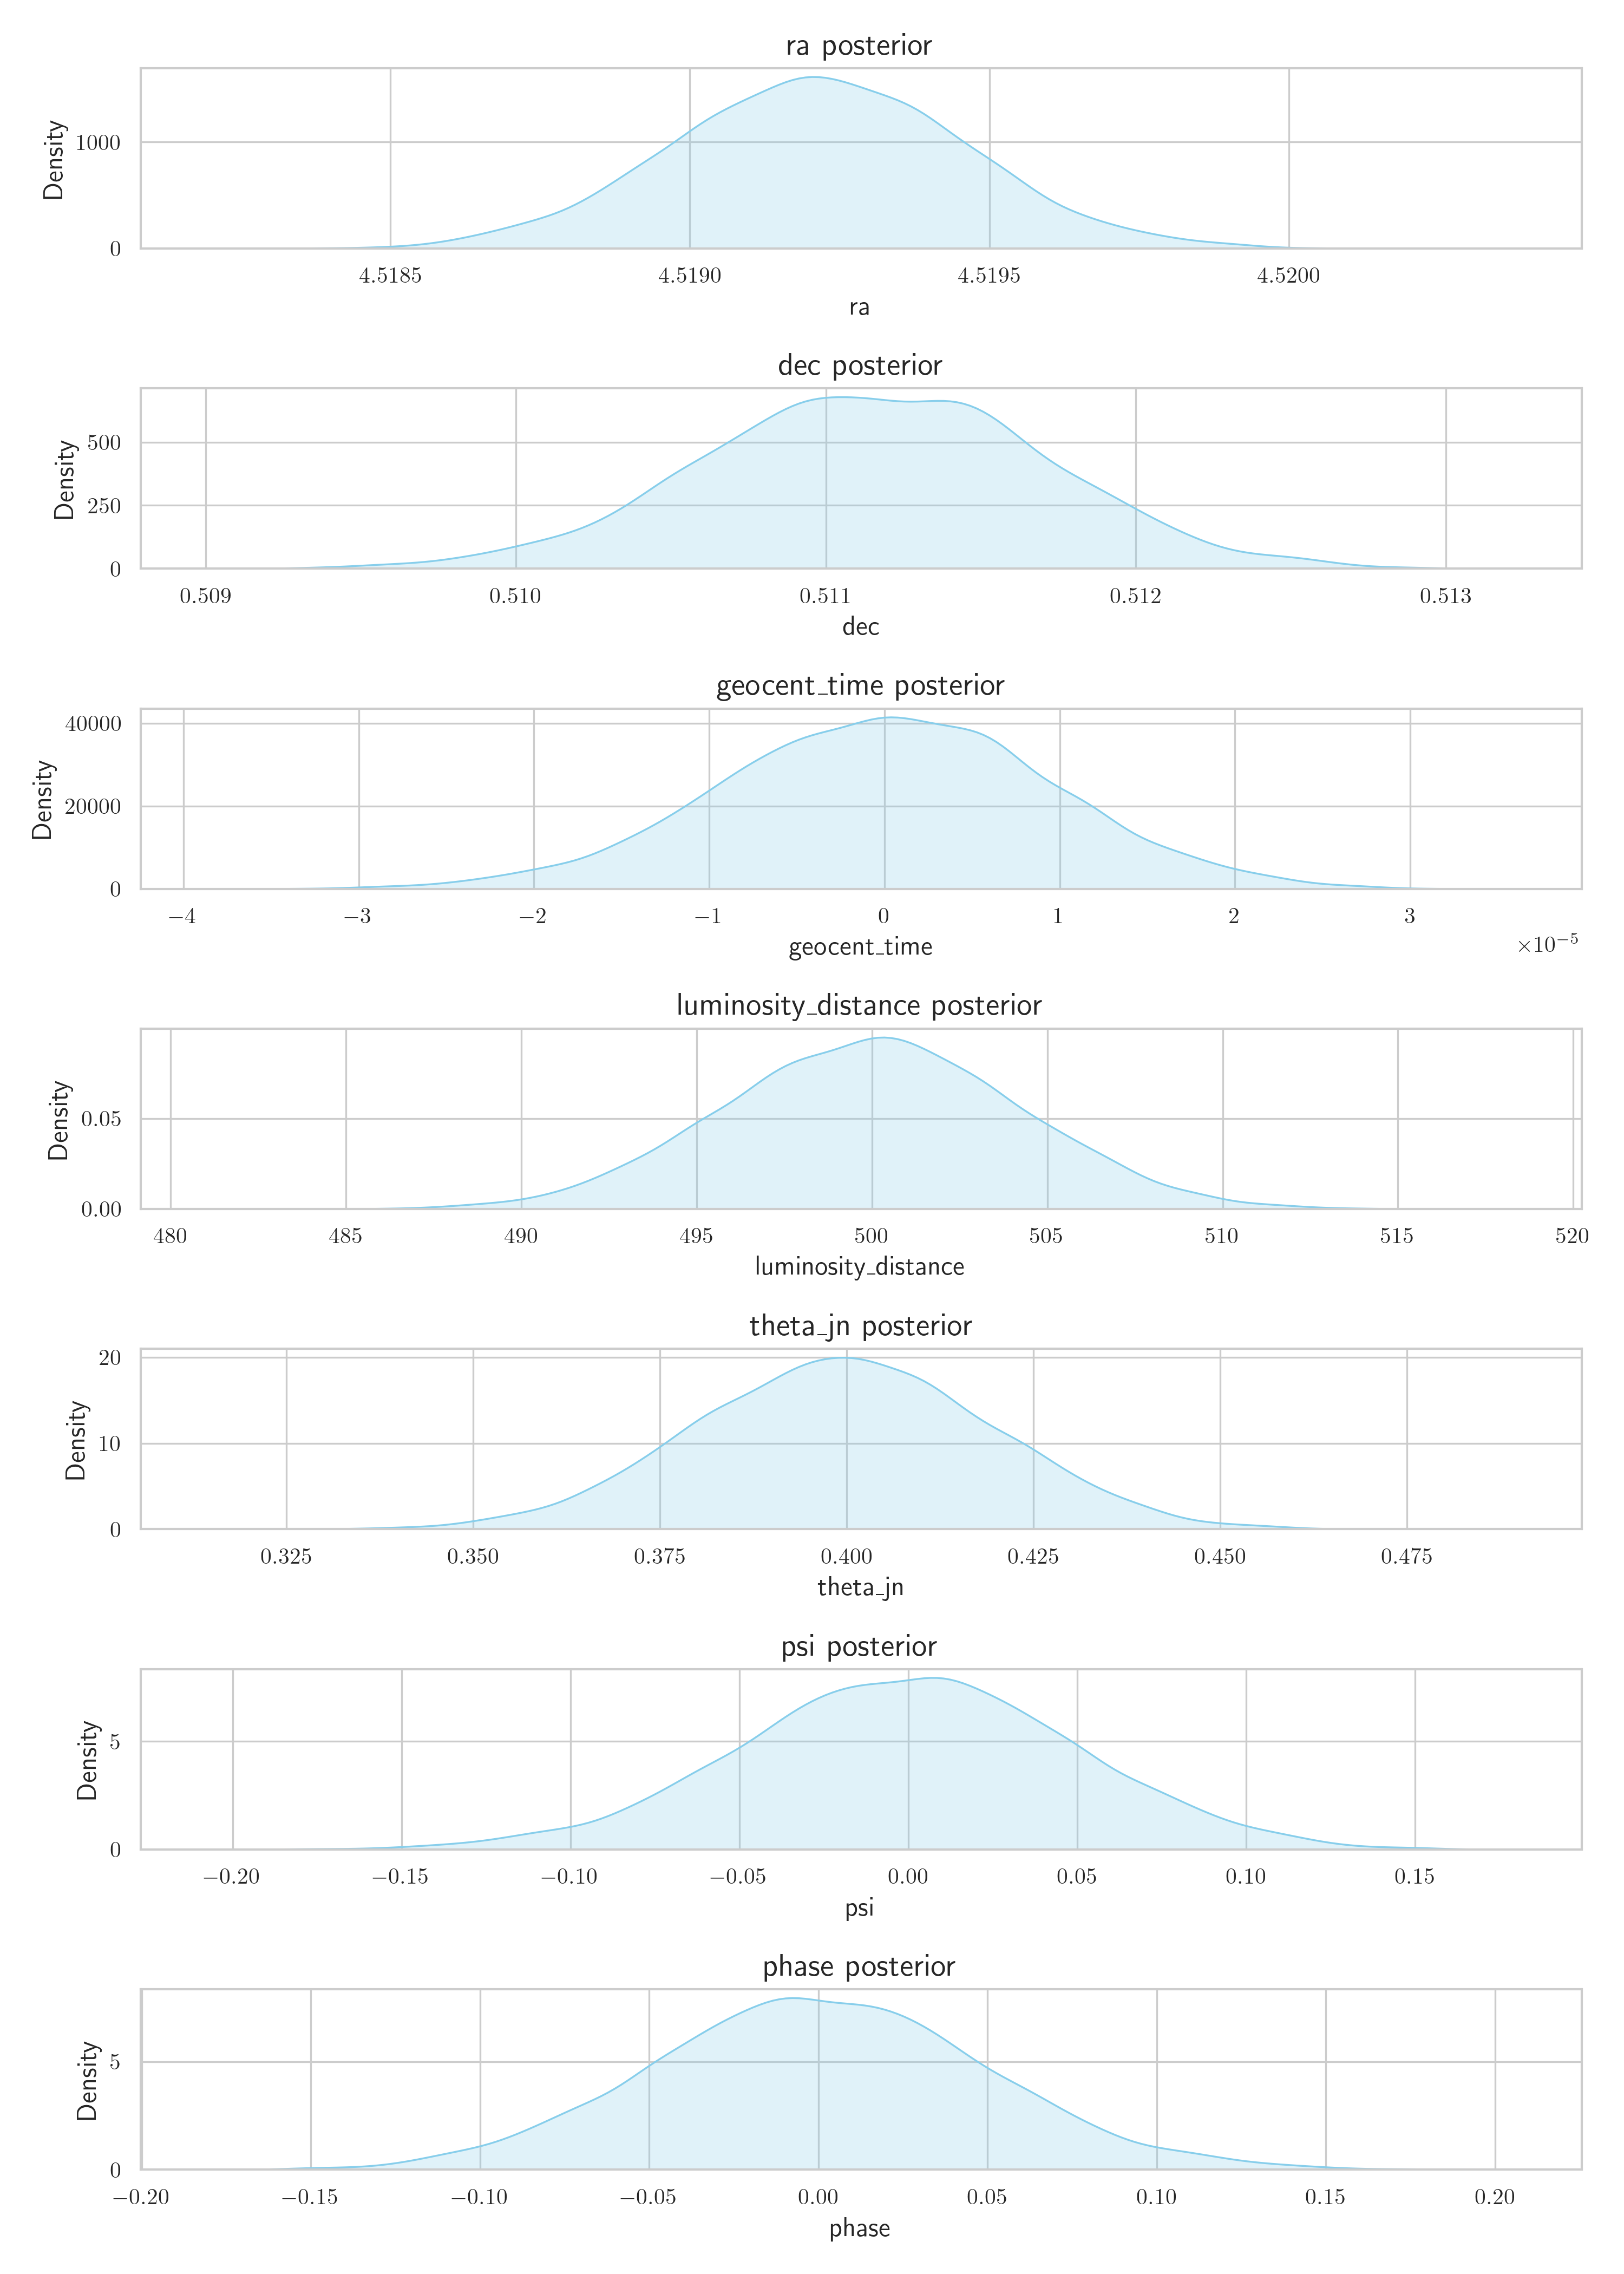 ra posterior
Density
1000
0
4.5185 4.5190 4.5195 4.5200
ra
dec posterior
Density
500
250
0
0.509 0.510 0.511 0.512 0.513
dec
geocent_time posterior
Density
40000
20000
0
−4 −3 −2 −1 0 1 2 3
geocent_time
×10⁻⁵
luminosity_distance posterior
Density
0.05
0.00
480 485 490 495 500 505 510 515 520
luminosity_distance
theta_jn posterior
Density
20
10
0
0.325 0.350 0.375 0.400 0.425 0.450 0.475
theta_jn
psi posterior
Density
5
0
−0.20 −0.15 −0.10 −0.05 0.00 0.05 0.10 0.15
psi
phase posterior
Density
5
0
−0.20 −0.15 −0.10 −0.05 0.00 0.05 0.10 0.15 0.20
phase